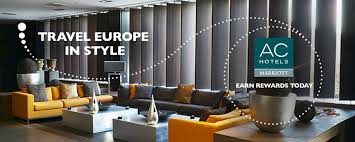 TRAVEL EUROPE
IN STYLE
AC
HOTELS
MARRIOTT
EARN REWARDS TODAY